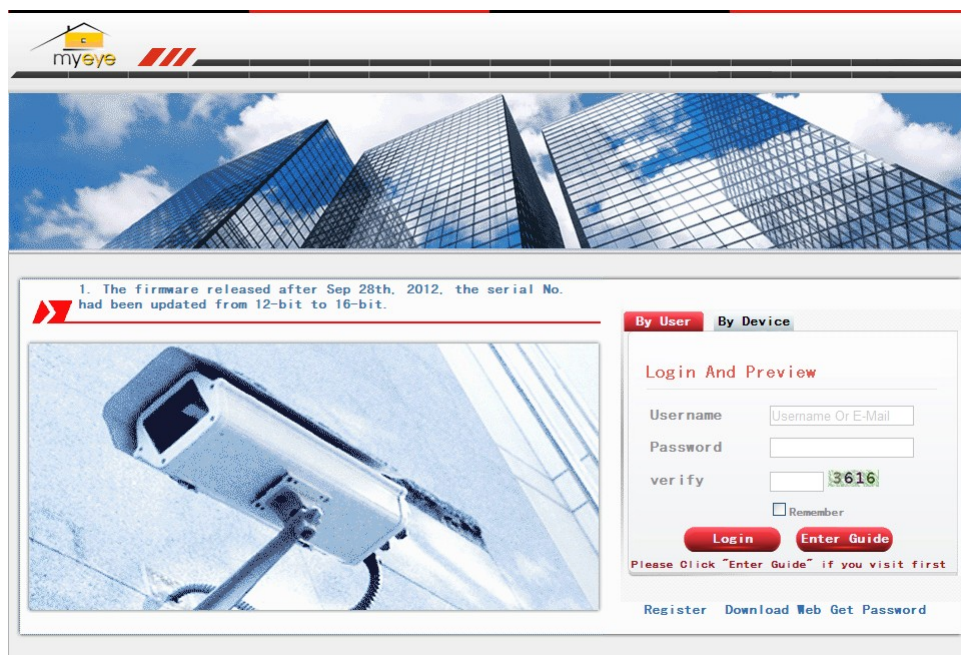 myeye
1. The firmware released after Sep 28th, 2012, the serial No.
had been updated from 12-bit to 16-bit.
By User By Device
Login And Preview
Username Username Or E-Mail
Password
verify 3616
Remember
Login Enter Guide
Please Click "Enter Guide" if you visit first
Register Download Web Get Password